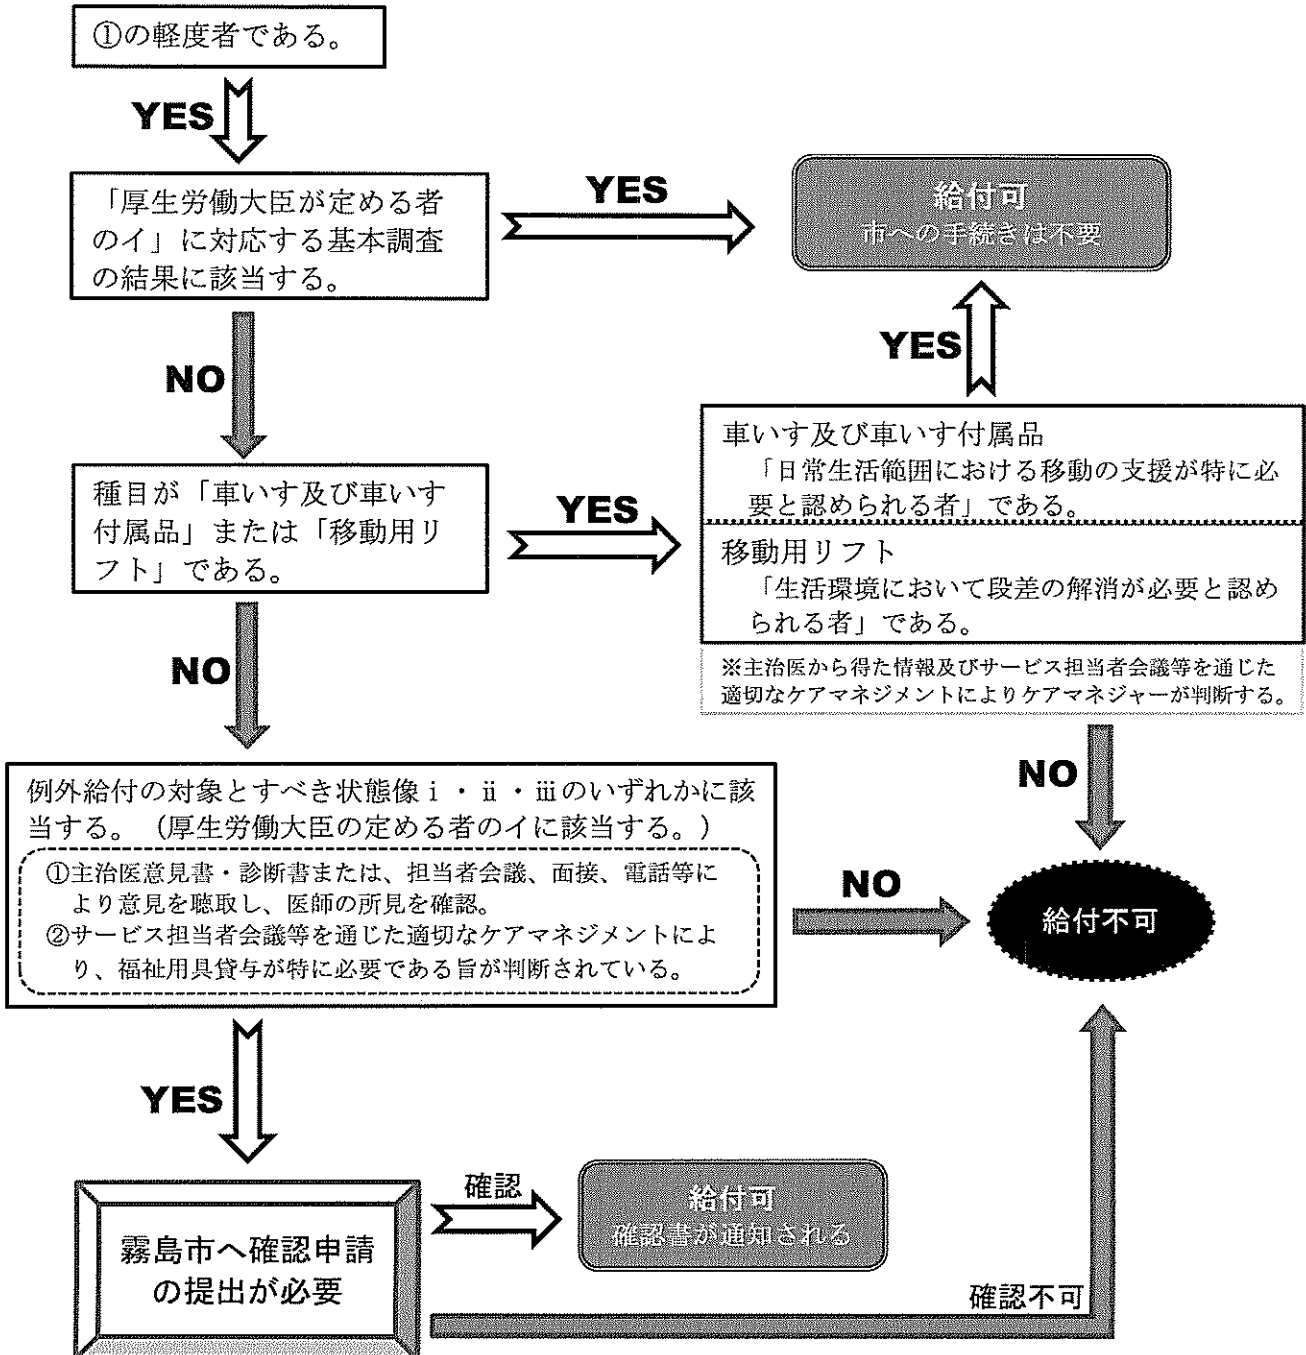 ①の軽度者である。
YES
「厚生労働大臣が定める者
のイ」に対応する基本調査
の結果に該当する。
YES
給付可
市への手続きは不要
NO
YES
種目が「車いす及び車いす
付属品」または「移動用リ
フト」である。
YES
車いす及び車いす付属品
「日常生活範囲における移動の支援が特に必
要と認められる者」である。
移動用リフト
「生活環境において段差の解消が必要と認め
られる者」である。
※主治医から得た情報及びサービス担当者会議等を通じた
適切なケアマネジメントによりケアマネジャーが判断する。
NO
NO
例外給付の対象とすべき状態像ⅰ・ⅱ・ⅲのいずれかに該
当する。（厚生労働大臣の定める者のイに該当する。）
①主治医意見書・診断書または、担当者会議、面接、電話等に
より意見を聴取し、医師の所見を確認。
②サービス担当者会議等を通じた適切なケアマネジメントによ
り、福祉用具貸与が特に必要である旨が判断されている。
NO
給付不可
YES
霧島市へ確認申請
の提出が必要
確認
給付可
確認書が通知される
確認不可